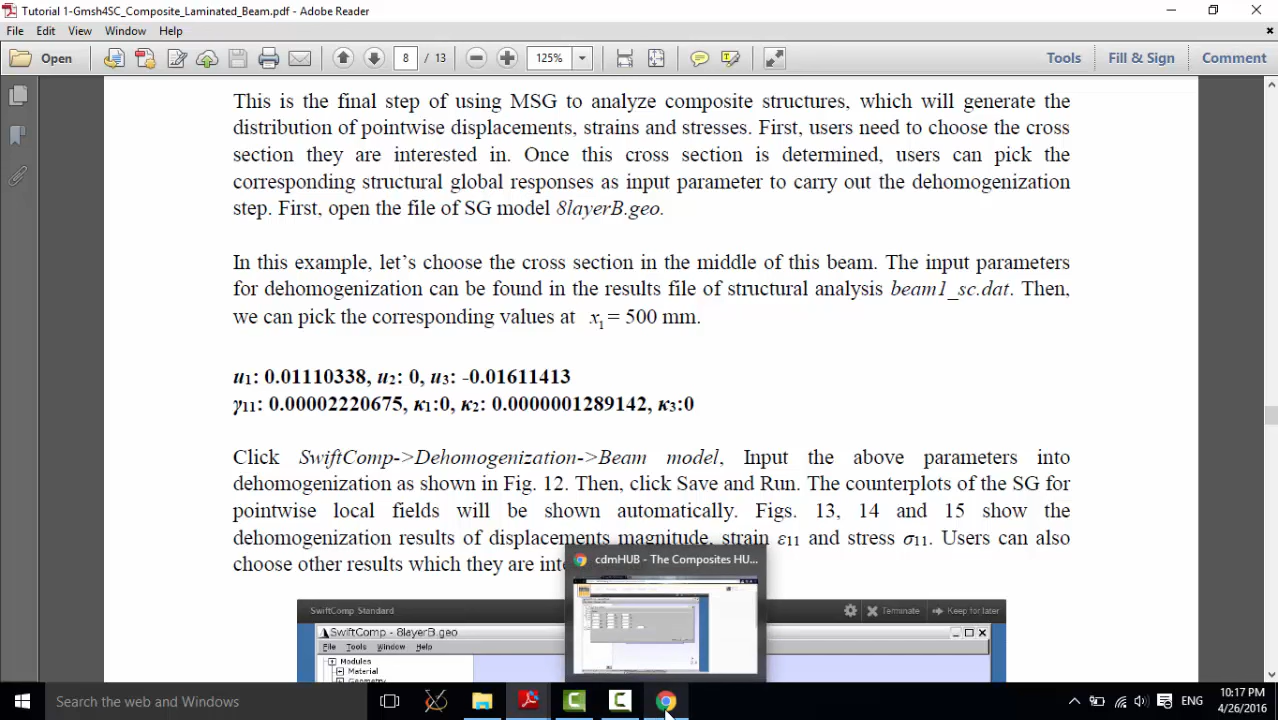 Tutorial 1-Gmsh4SC_Composite_Laminated_Beam.pdf - Adobe Reader
File Edit View Window Help
Open 8 / 13 125% Tools Fill & Sign Comment
This is the final step of using MSG to analyze composite structures, which will generate the
distribution of pointwise displacements, strains and stresses. First, users need to choose the cross
section they are interested in. Once this cross section is determined, users can pick the
corresponding structural global responses as input parameter to carry out the dehomogenization
step. First, open the file of SG model 8layerB.geo.
In this example, let's choose the cross section in the middle of this beam. The input parameters
for dehomogenization can be found in the results file of structural analysis beam1_sc.dat. Then,
we can pick the corresponding values at x₁ = 500 mm.
u₁: 0.01110338, u₂: 0, u₃: -0.01611413
γ₁₁: 0.00002220675, κ₁:0, κ₂: 0.0000001289142, κ₃:0
Click SwiftComp->Dehomogenization->Beam model, Input the above parameters into
dehomogenization as shown in Fig. 12. Then, click Save and Run. The counterplots of the SG for
pointwise local fields will be shown automatically. Figs. 13, 14 and 15 show the
dehomogenization results of displacements magnitude, strain ε₁₁ and stress σ₁₁. Users can also
choose other results which they are inte
cdmHUB - The Composites HU...
SwiftComp Standard Terminate Keep for later
SwiftComp - 8layerB.geo
File Tools Window Help
Modules
Material
Geometry
Search the web and Windows
ENG
10:17 PM
4/26/2016